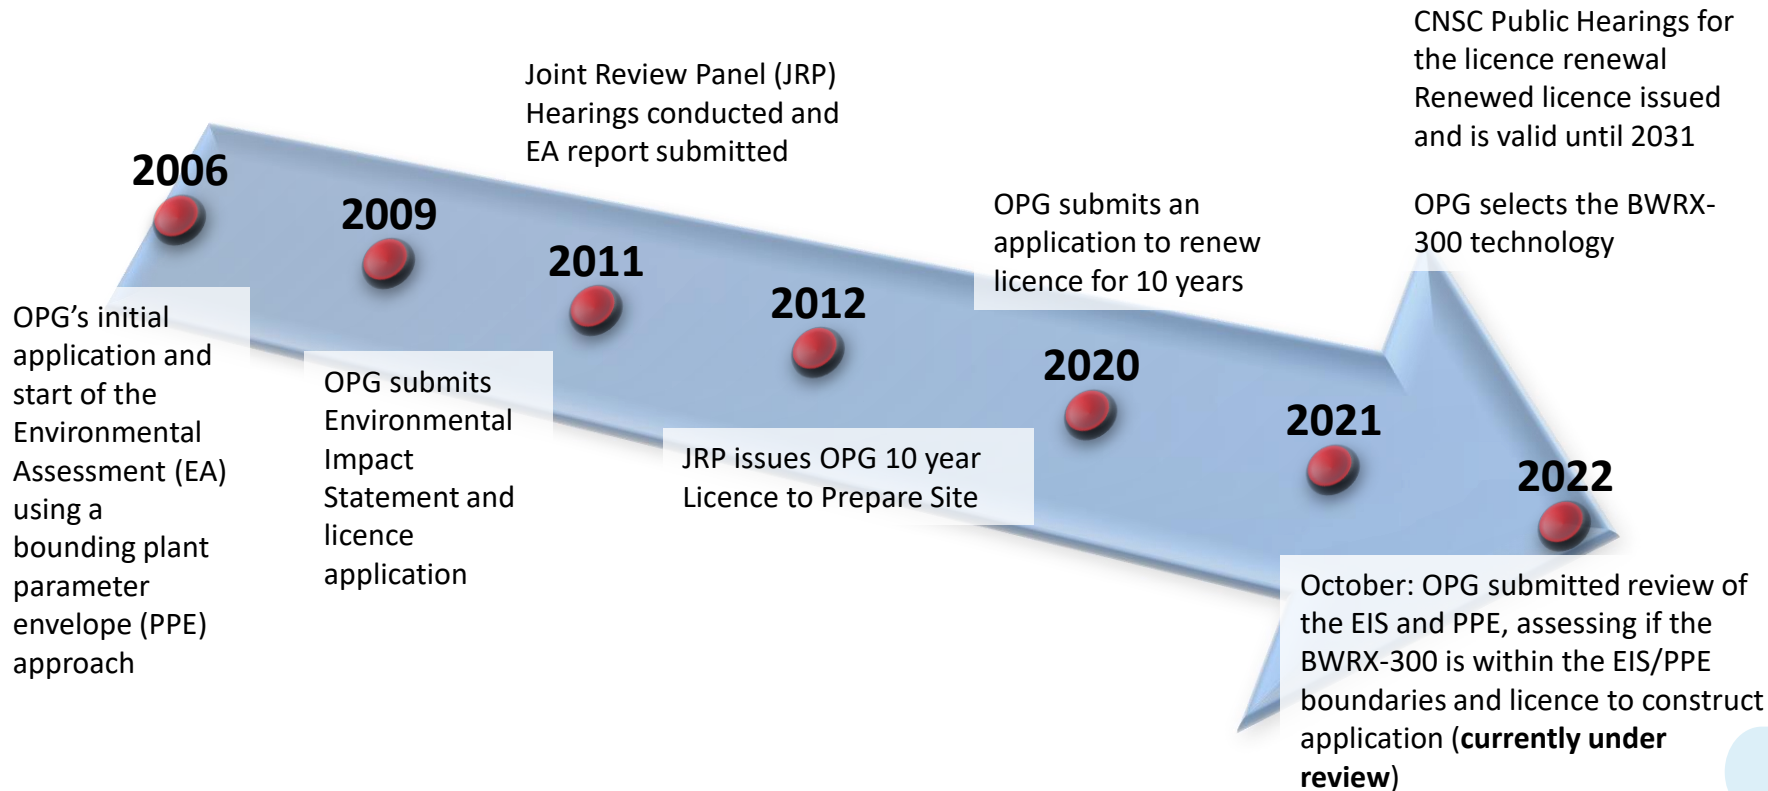 2006
OPG’s initial
application and
start of the
Environmental
Assessment (EA)
using a
bounding plant
parameter
envelope (PPE)
approach
2009
OPG submits
Environmental
Impact
Statement and
licence
application
Joint Review Panel (JRP)
Hearings conducted and
EA report submitted
2011
2012
JRP issues OPG 10 year
Licence to Prepare Site
OPG submits an
application to renew
licence for 10 years
2020
CNSC Public Hearings for
the licence renewal
Renewed licence issued
and is valid until 2031
OPG selects the BWRX-
300 technology
2021
2022
October: OPG submitted review of
the EIS and PPE, assessing if the
BWRX-300 is within the EIS/PPE
boundaries and licence to construct
application (currently under
review)